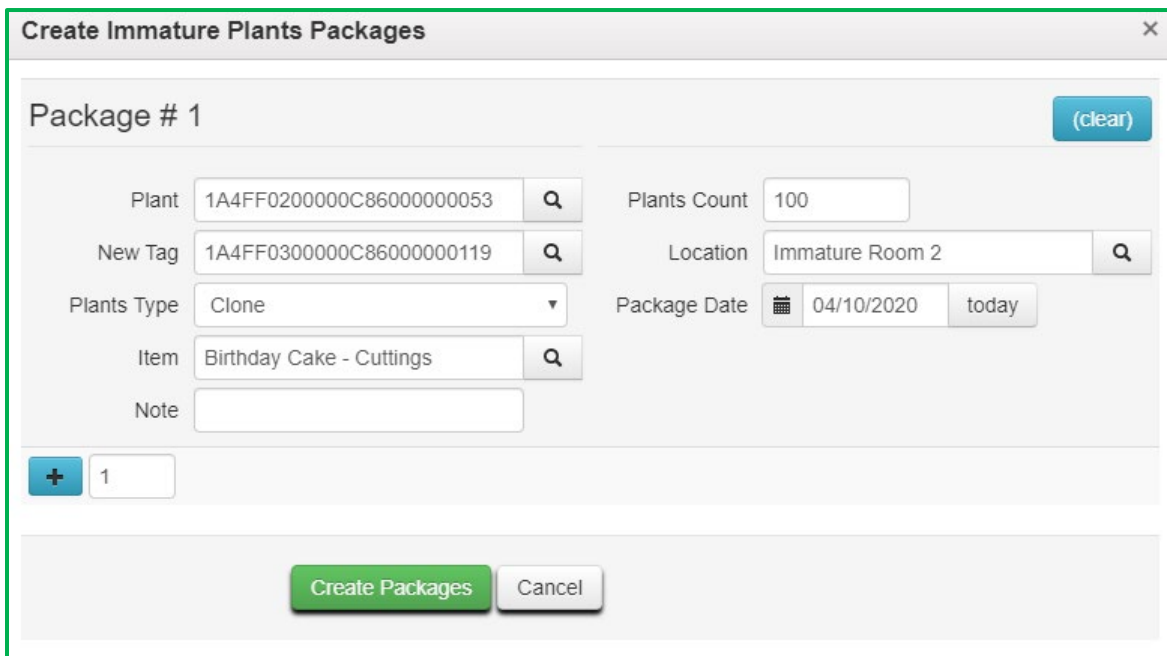 Create Immature Plants Packages ×
Package # 1 (clear)
Plant 1A4FF0200000C86000000053 Plants Count 100
New Tag 1A4FF0300000C86000000119 Location Immature Room 2
Plants Type Clone Package Date 04/10/2020 today
Item Birthday Cake - Cuttings
Note
+ 1
Create Packages Cancel